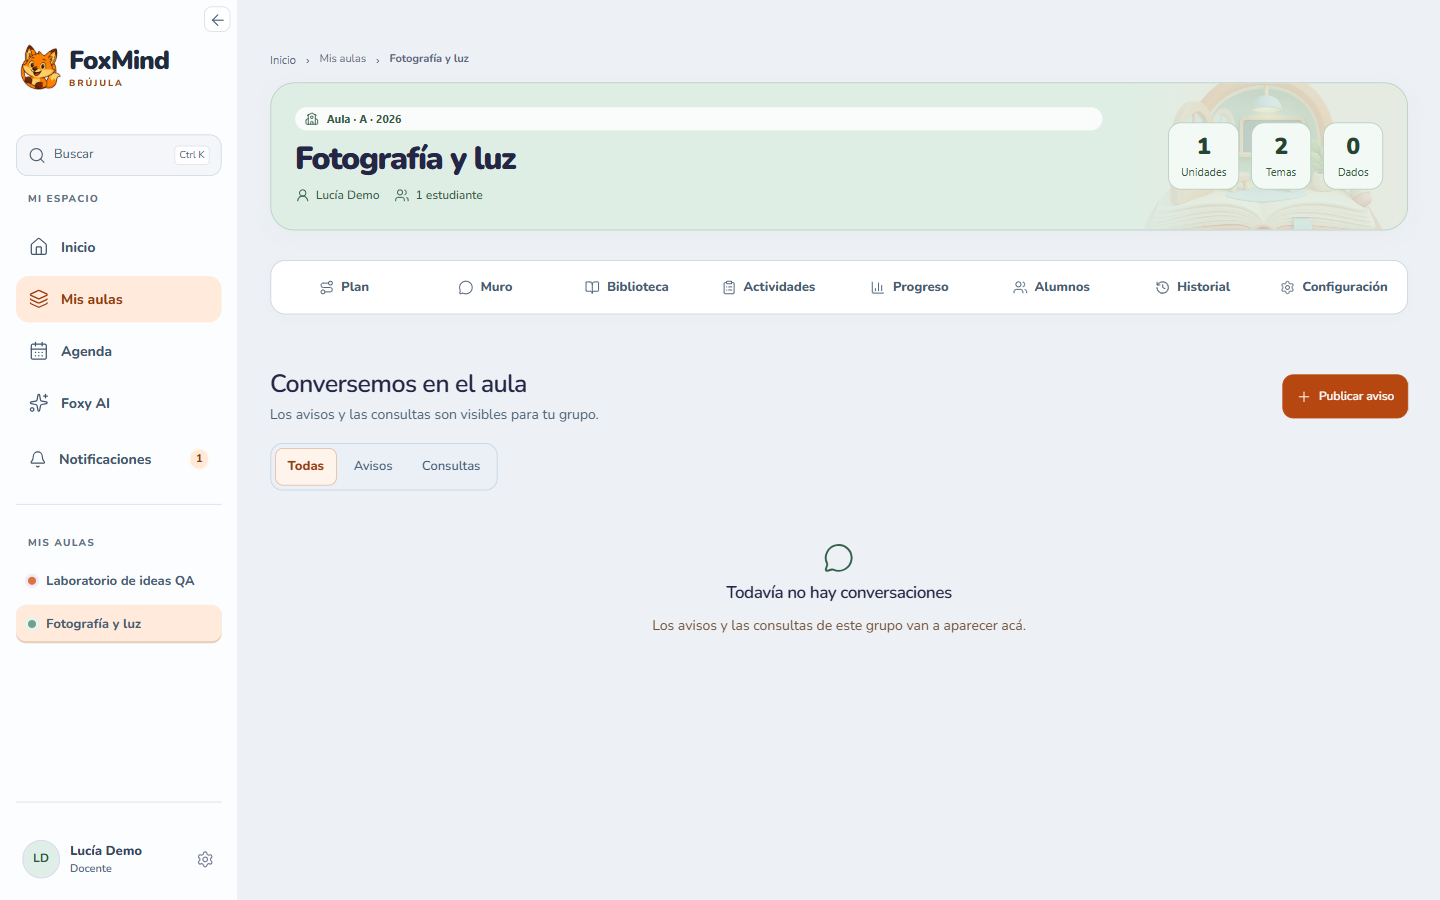 FoxMind
BRÚJULA
Buscar
Ctrl K
MI ESPACIO
Inicio
Mis aulas
Agenda
Foxy AI
Notificaciones 1
MIS AULAS
Laboratorio de ideas QA
Fotografía y luz
LD
Lucía Demo
Docente
Inicio › Mis aulas › Fotografía y luz
Aula · A · 2026
Fotografía y luz
Lucía Demo 1 estudiante
1 Unidades
2 Temas
0 Dados
Plan Muro Biblioteca Actividades Progreso Alumnos Historial Configuración
Conversemos en el aula
Los avisos y las consultas son visibles para tu grupo.
Publicar aviso
Todas Avisos Consultas
Todavía no hay conversaciones
Los avisos y las consultas de este grupo van a aparecer acá.